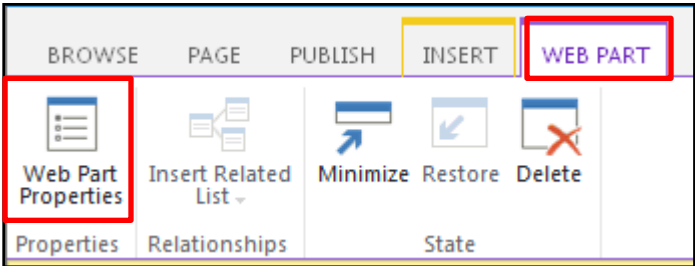 BROWSE PAGE PUBLISH INSERT WEB PART
Web Part Insert Related Minimize Restore Delete
Properties List
Properties Relationships State